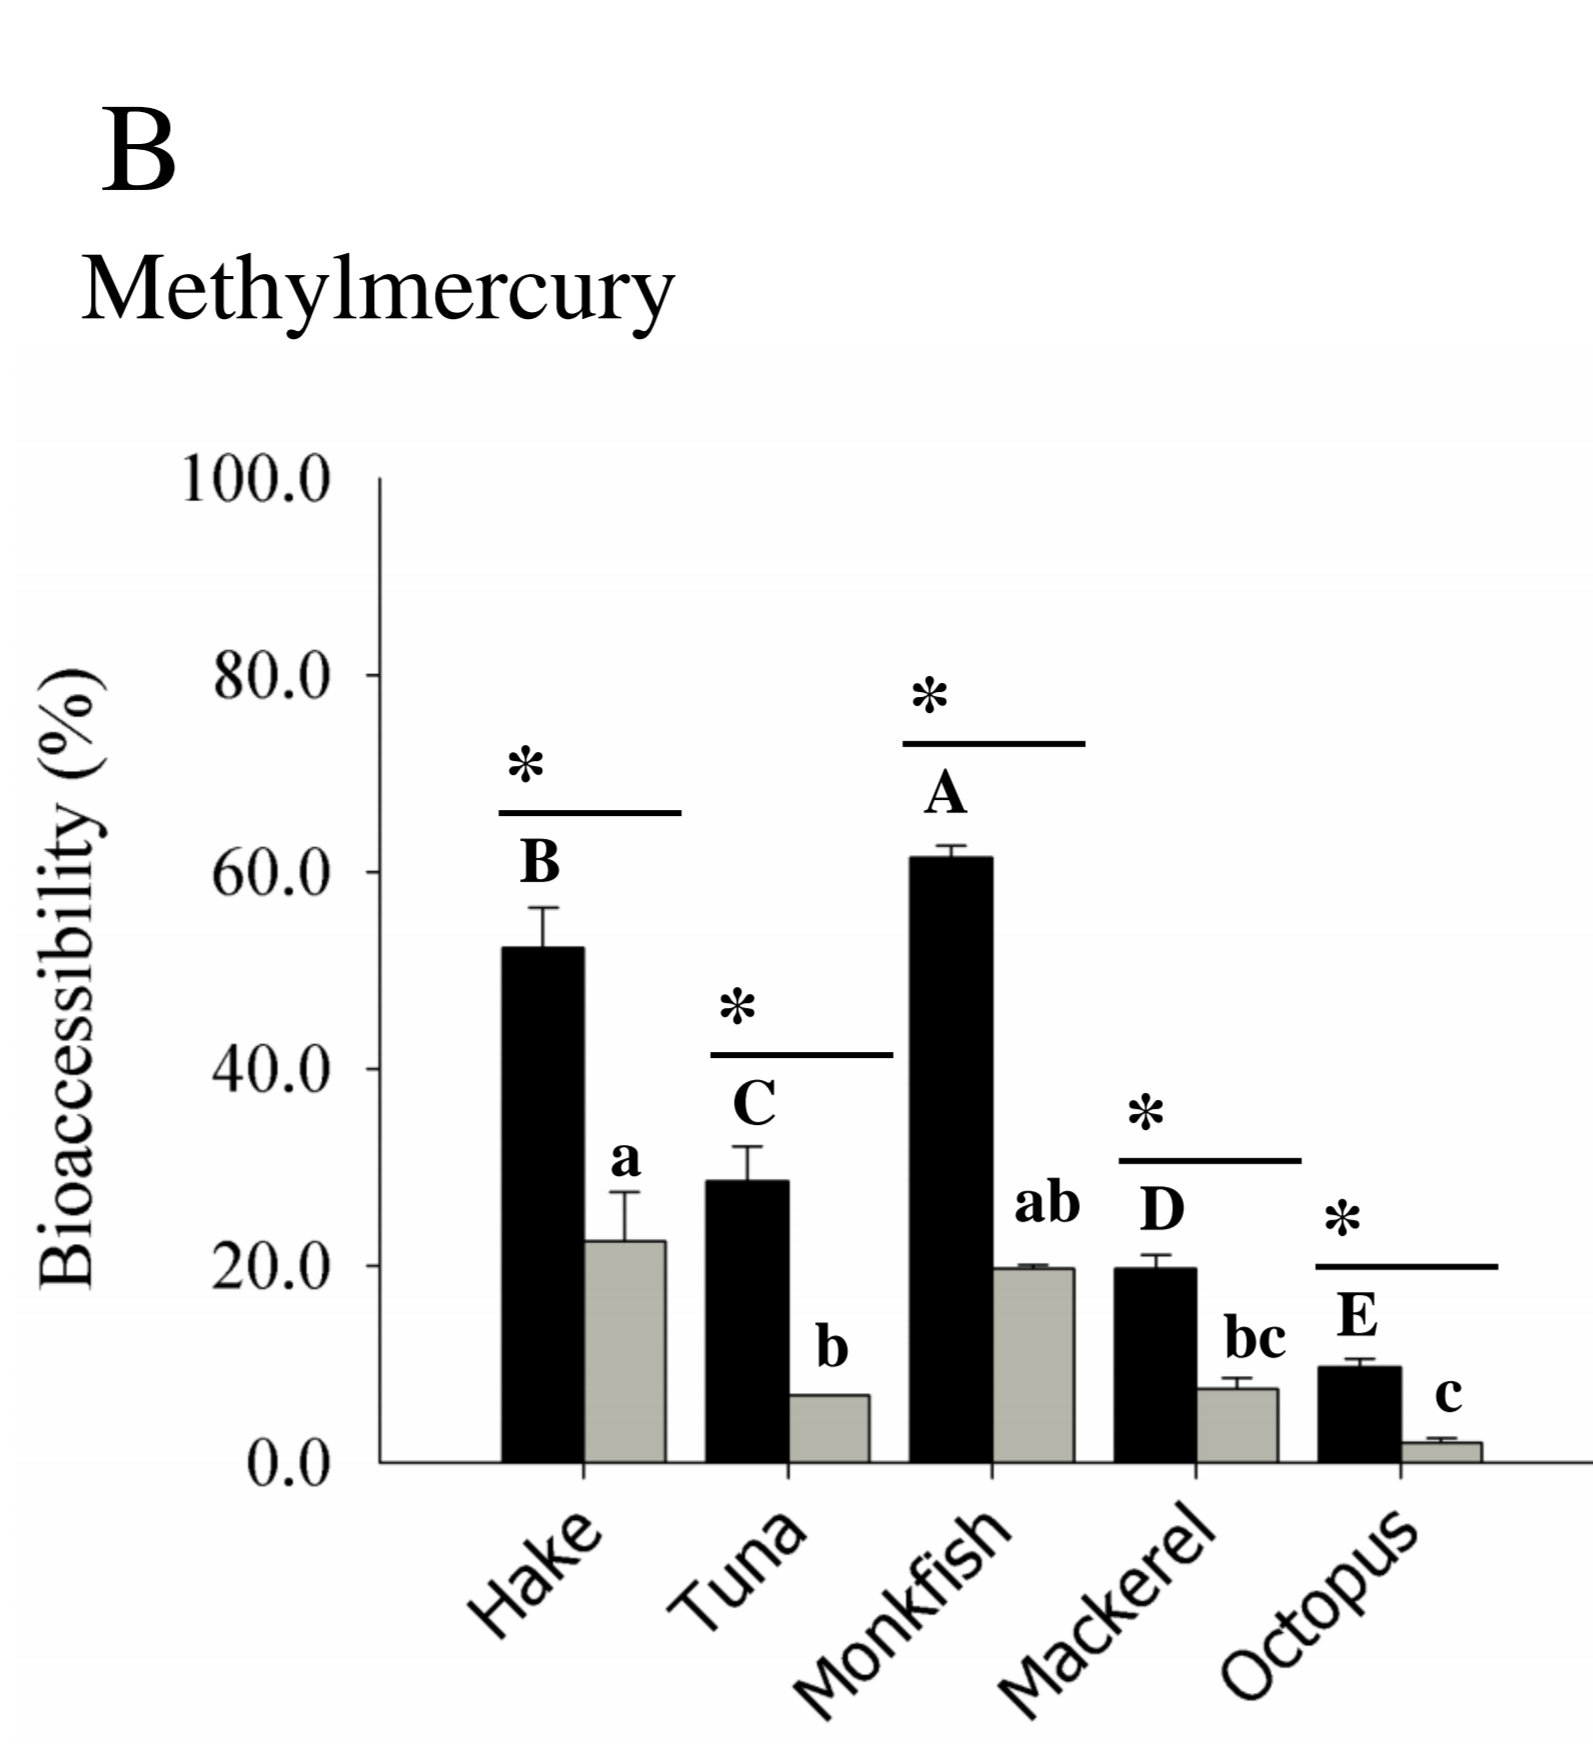 B
Methylmercury
Bioaccessibility (%)
100.0
80.0
60.0
40.0
20.0
0.0
*
B
a
*
C
b
*
A
ab
*
D
bc
*
E
c
Hake
Tuna
Monkfish
Mackerel
Octopus